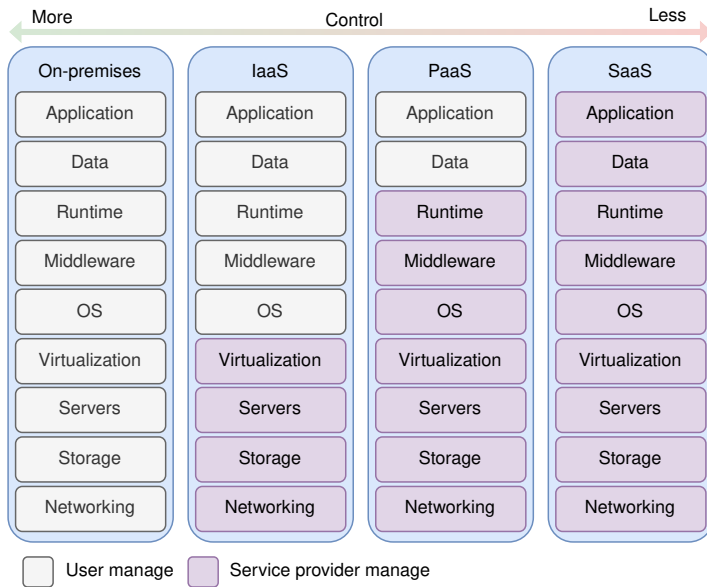 More Control Less
On-premises IaaS PaaS SaaS
Application Application Application Application
Data Data Data Data
Runtime Runtime Runtime Runtime
Middleware Middleware Middleware Middleware
OS OS OS OS
Virtualization Virtualization Virtualization Virtualization
Servers Servers Servers Servers
Storage Storage Storage Storage
Networking Networking Networking Networking
User manage Service provider manage